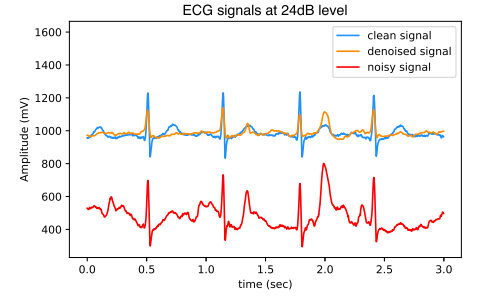 ECG signals at 24dB level
clean signal
denoised signal
noisy signal
Amplitude (mV)
1600
1400
1200
1000
800
600
400
0.0 0.5 1.0 1.5 2.0 2.5 3.0
time (sec)